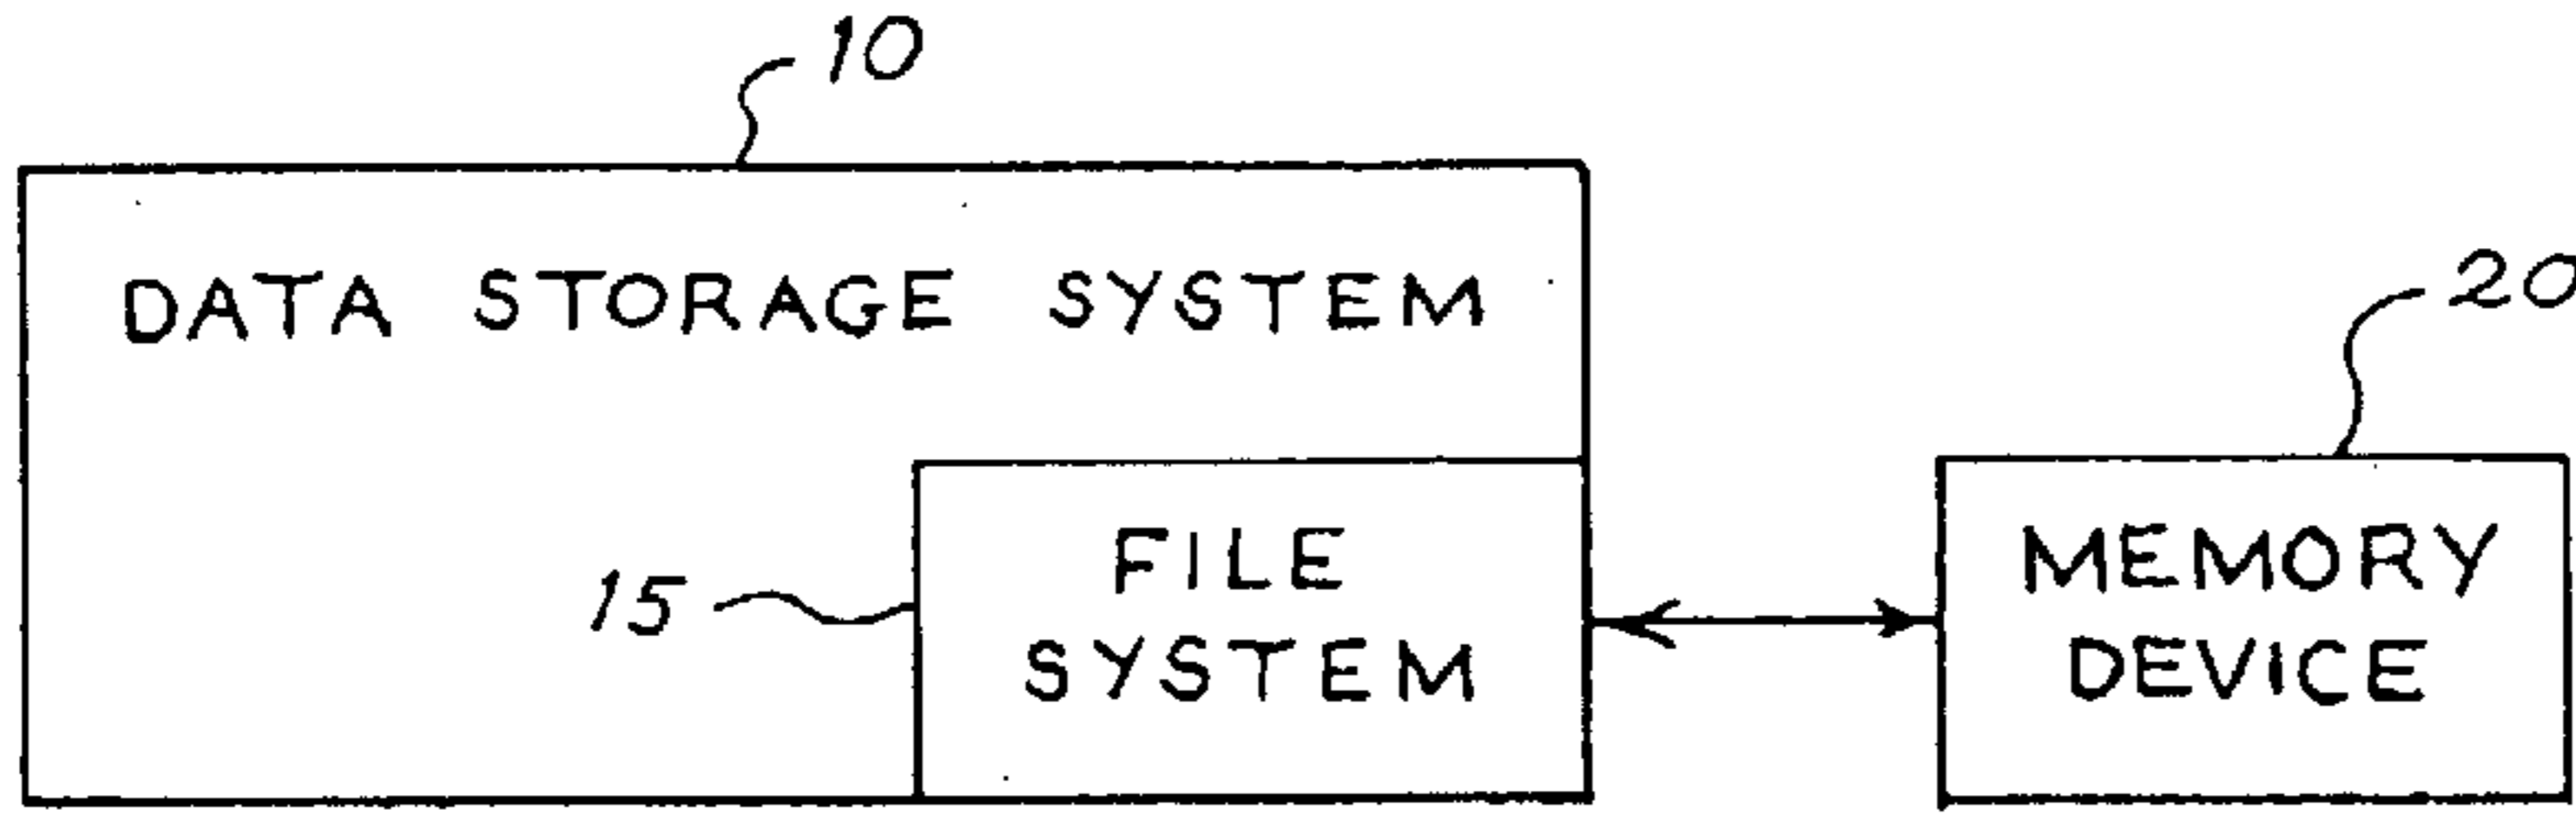 10
DATA STORAGE SYSTEM
20
FILE
SYSTEM
15
MEMORY
DEVICE